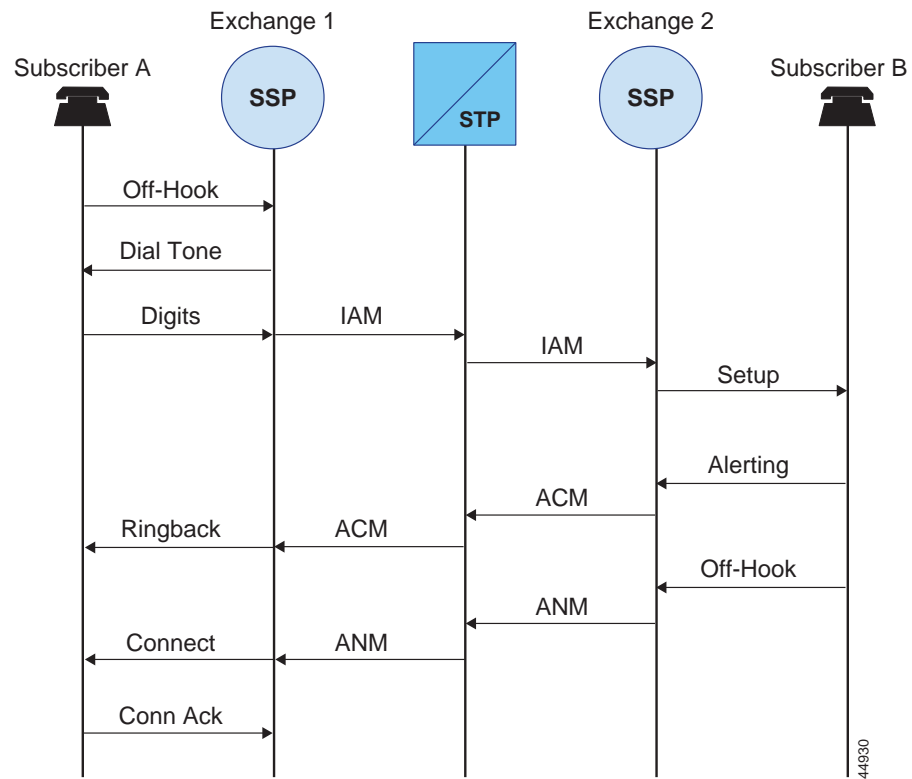 Exchange 1
Exchange 2
Subscriber A
Subscriber B
SSP
STP
SSP
Off-Hook
Dial Tone
Digits
IAM
IAM
Setup
Alerting
ACM
Ringback
ACM
Off-Hook
ANM
Connect
ANM
Conn Ack
44930